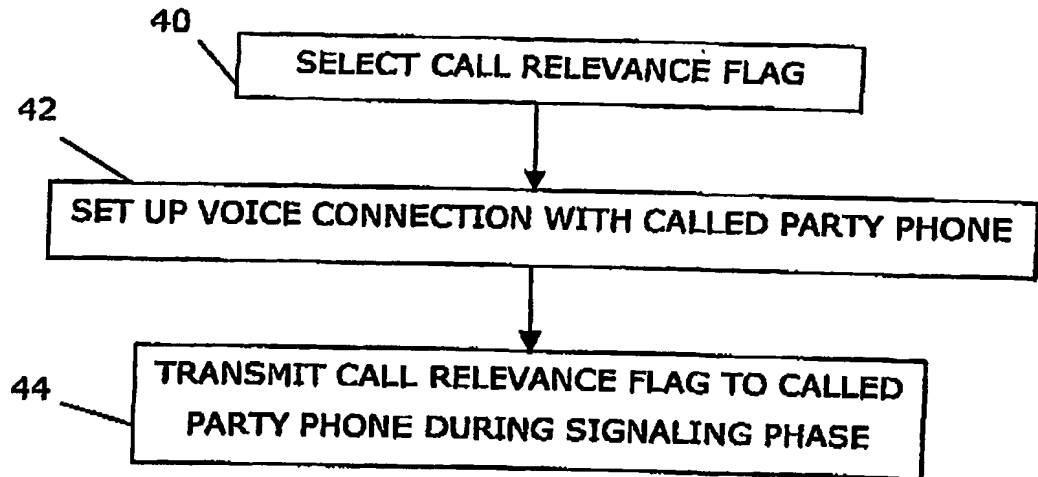 40
SELECT CALL RELEVANCE FLAG
42
SET UP VOICE CONNECTION WITH CALLED PARTY PHONE
44
TRANSMIT CALL RELEVANCE FLAG TO CALLED
PARTY PHONE DURING SIGNALING PHASE